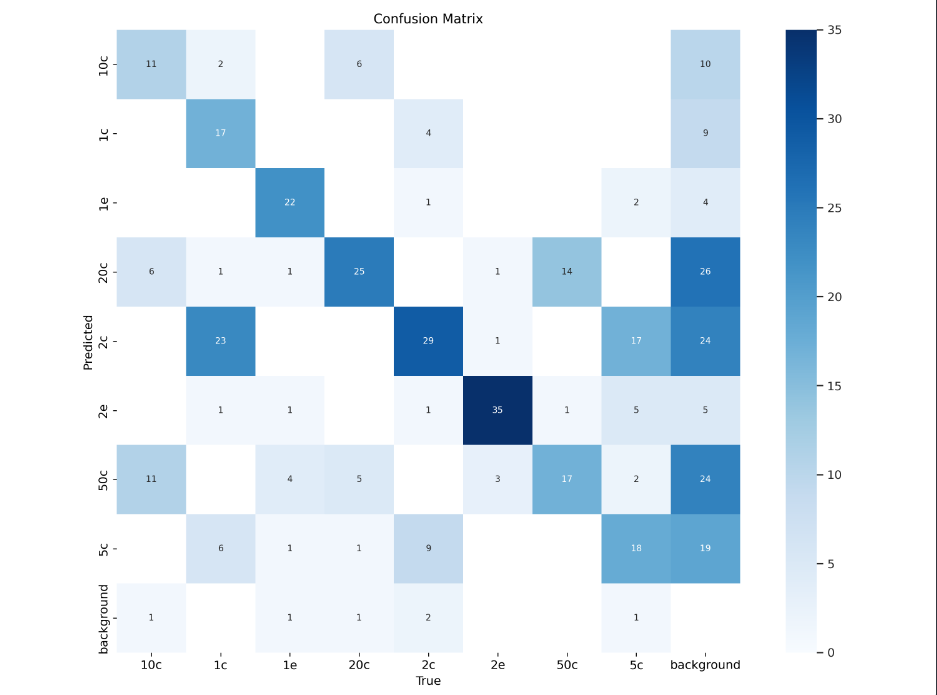 Confusion Matrix
10c 11 2 6 10
1c 17 4 9
1e 22 1 2 4
20c 6 1 1 25 1 14 26
2c 23 29 1 17 24
2e 1 1 1 35 1 5 5
50c 11 4 5 3 17 2 24
5c 6 1 1 9 18 19
background 1 1 1 2 1
Predicted
10c 1c 1e 20c 2c 2e 50c 5c background
True
35
30
25
20
15
10
5
0